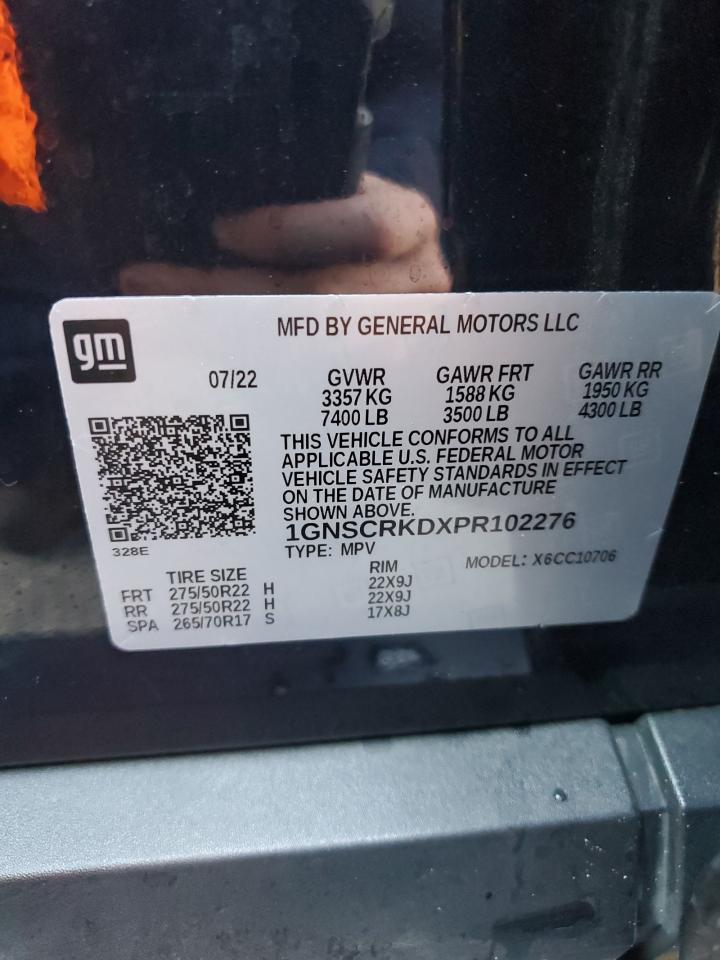 gm
MFD BY GENERAL MOTORS LLC
07/22
GVWR GAWR FRT GAWR RR
3357 KG 1588 KG 1950 KG
7400 LB 3500 LB 4300 LB
THIS VEHICLE CONFORMS TO ALL
APPLICABLE U.S. FEDERAL MOTOR
VEHICLE SAFETY STANDARDS IN EFFECT
ON THE DATE OF MANUFACTURE
SHOWN ABOVE.
1GNSCRKDXPR102276
328E
TYPE: MPV MODEL: X6CC10706
TIRE SIZE RIM
FRT 275/50R22 H 22X9J
RR 275/50R22 H 22X9J
SPA 265/70R17 S 17X8J